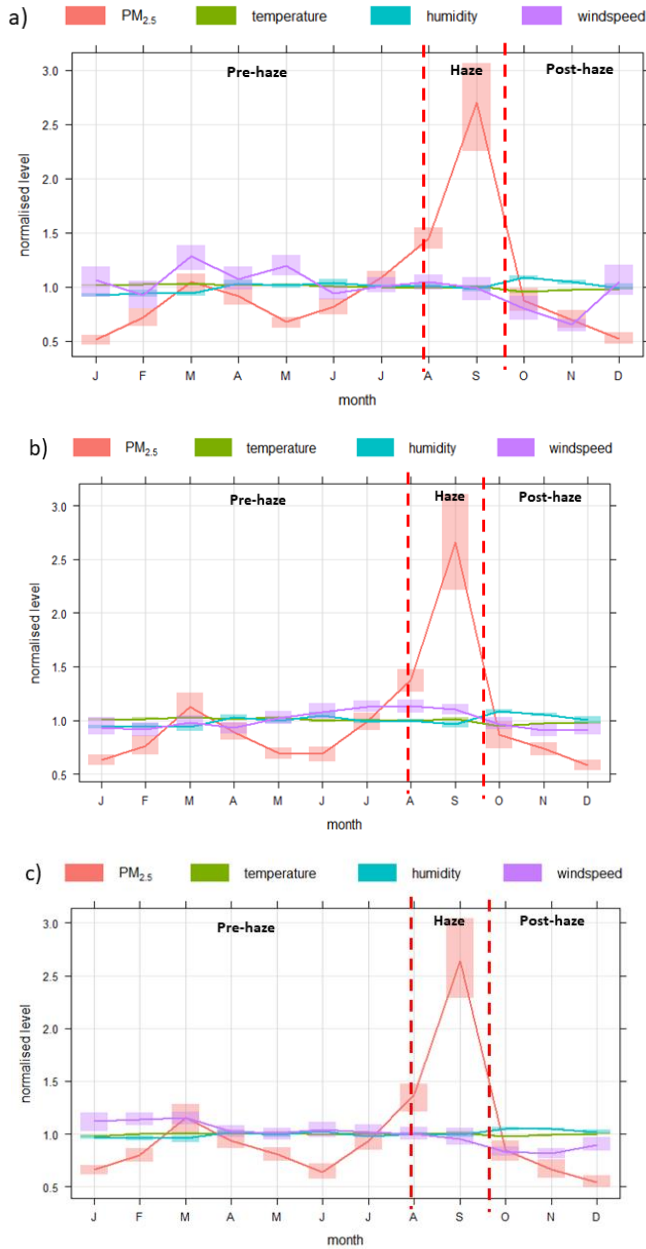 a) PM2.5 temperature humidity windspeed
Pre-haze Haze Post-haze
3.0
2.5
2.0
1.5
1.0
0.5
normalised level
J F M A M J J A S O N D
month
b) PM2.5 temperature humidity windspeed
Pre-haze Haze Post-haze
3.0
2.5
2.0
1.5
1.0
0.5
normalised level
J F M A M J J A S O N D
month
c) PM2.5 temperature humidity windspeed
Pre-haze Haze Post-haze
3.0
2.5
2.0
1.5
1.0
0.5
normalised level
J F M A M J J A S O N D
month